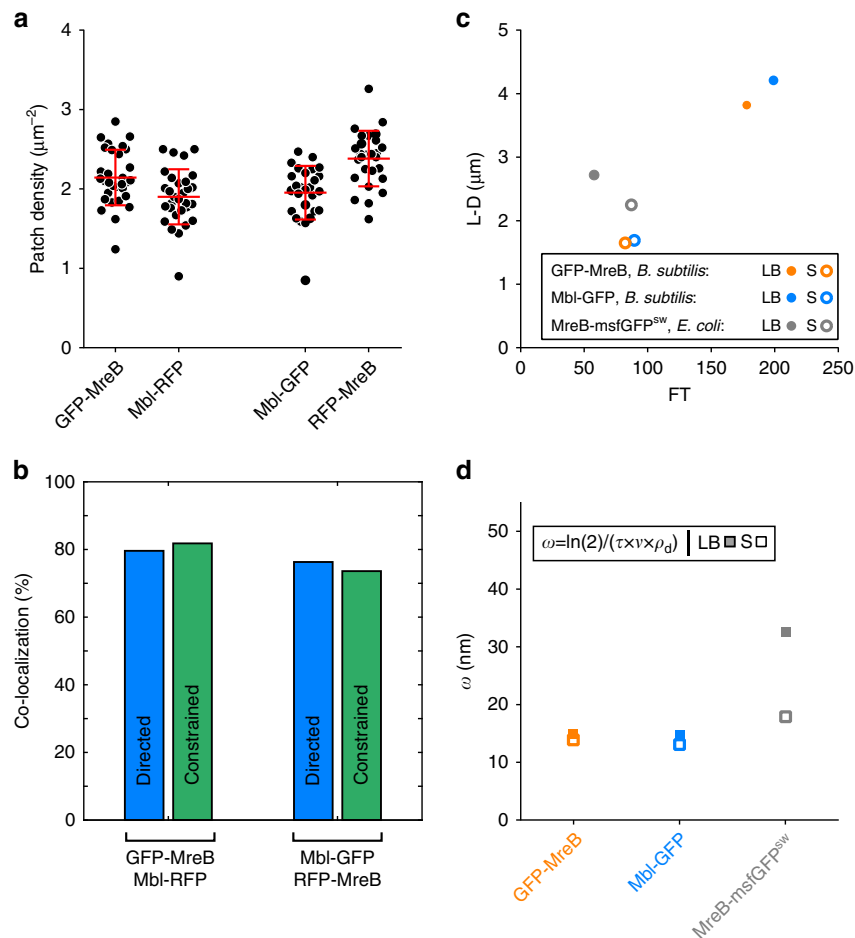 a
Patch density (μm⁻²)
4
3
2
1
0
GFP-MreB
Mbl-RFP
Mbl-GFP
RFP-MreB
b
Co-localization (%)
100
80
60
40
20
0
Directed
Constrained
Directed
Constrained
GFP-MreB
Mbl-RFP
Mbl-GFP
RFP-MreB
c
L-D (μm)
5
4
3
2
1
0
GFP-MreB, B. subtilis: LB S
Mbl-GFP, B. subtilis: LB S
MreB-msfGFPˢʷ, E. coli: LB S
0 50 100 150 200 250
FT
d
ω (nm)
50
40
30
20
10
0
ω=ln(2)/(τ×v×ρd) | LB S
GFP-MreB
Mbl-GFP
MreB-msfGFPˢʷ